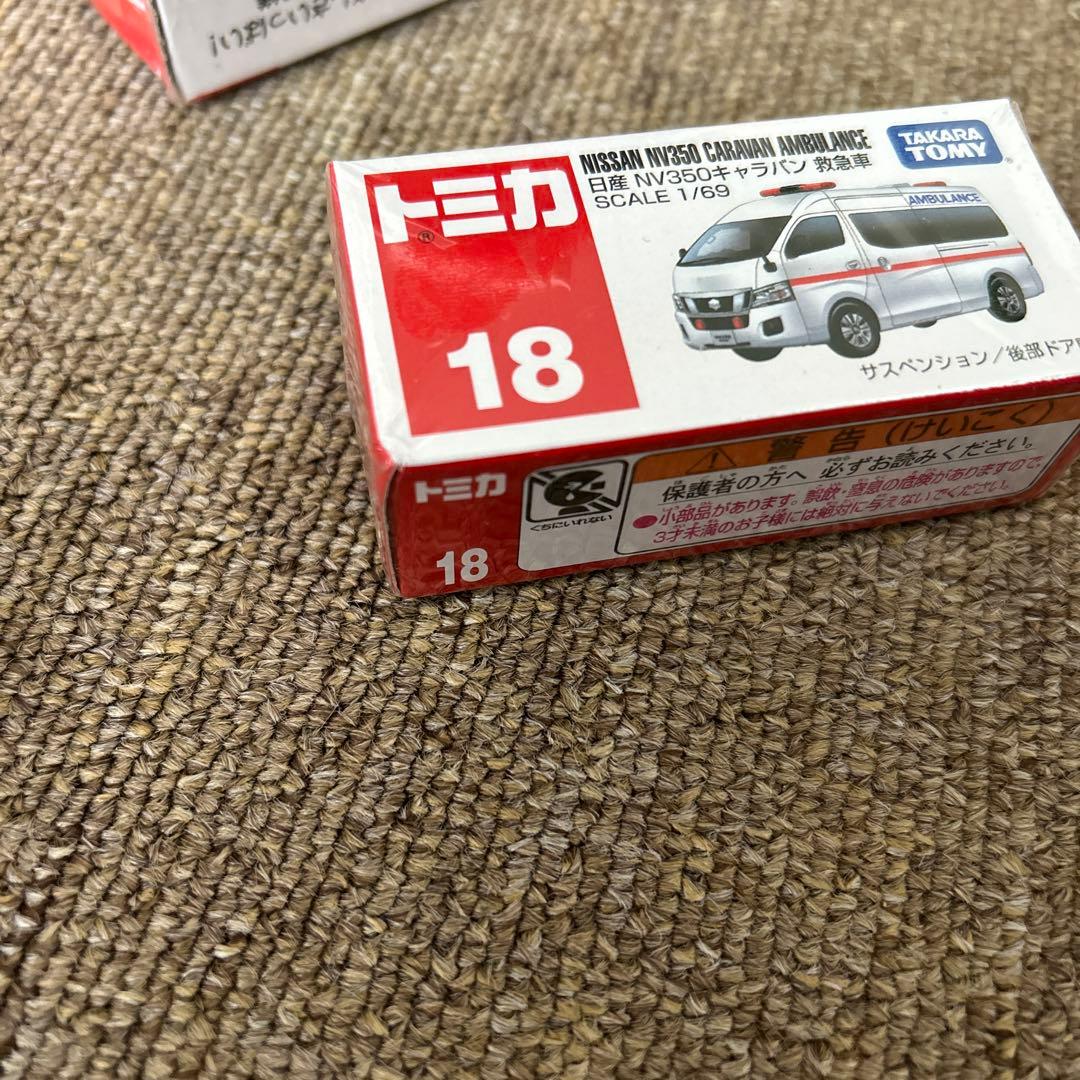 いっぱつい
トミカ
18
NISSAN NV350 CARAVAN AMBULANCE
日産 NV350キャラバン 救急車
SCALE 1/69
TAKARA
TOMY
AMBULANCE
サスペンション/後部ドア
トミカ
18
くちにいれない
警告(けいこく)
保護者の方へ 必ずお読みください。
●小部品があります。誤飲・窒息の危険がありますので、
3才未満のお子様には絶対に与えないでください。